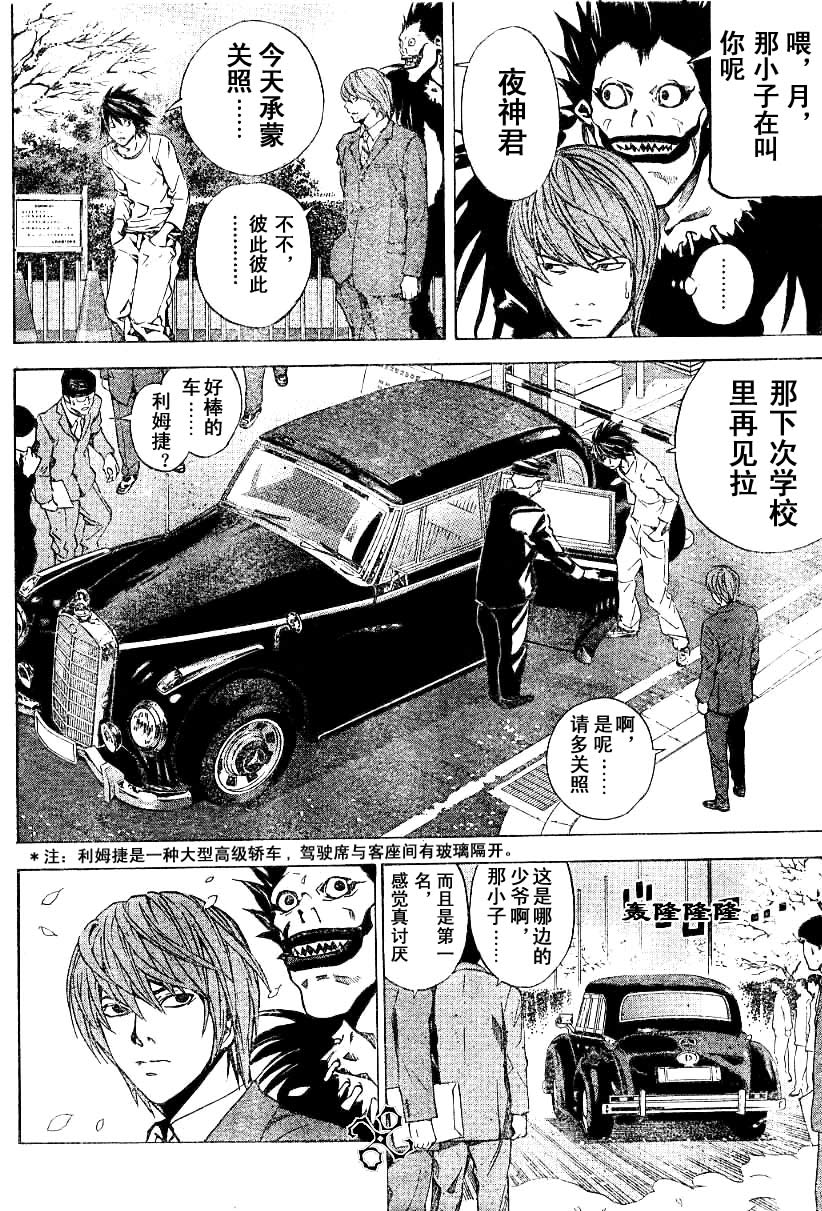 喂，月，
那小子在叫
你呢
夜神君
………
今天承蒙
关照……
不不，
彼此彼此
………
那下次学校
里再见拉
好棒的
车……
利姆捷？
啊，
是呢……
请多关照
*注：利姆捷是一种大型高级轿车，驾驶席与客座间有玻璃隔开。
轰隆隆隆
这是哪边的
少爷啊，
那小子…
而且是第一
名，
感觉真讨厌